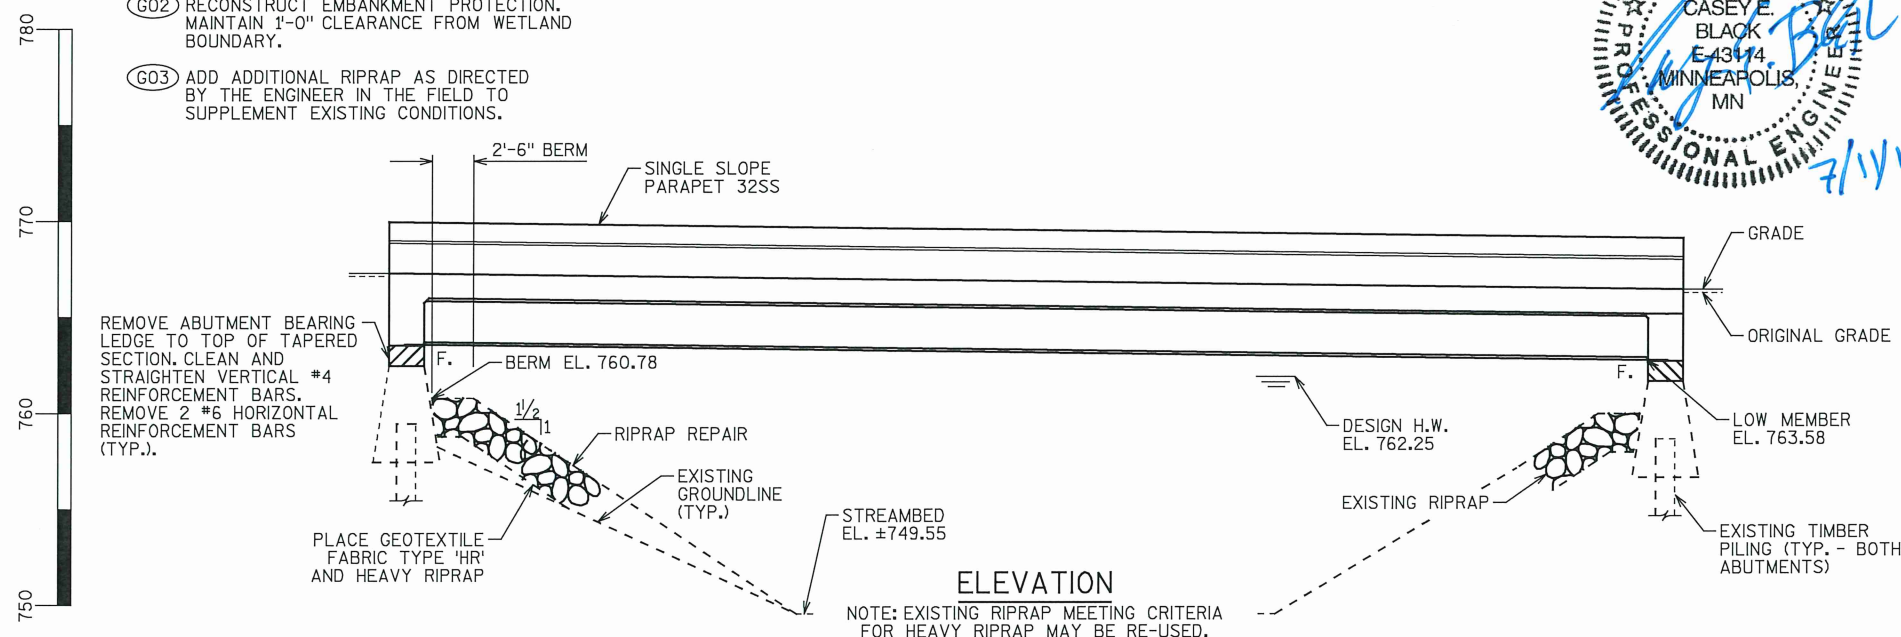 G02 RECONSTRUCT EMBANKMENT PROTECTION.
MAINTAIN 1'-0" CLEARANCE FROM WETLAND
BOUNDARY.
G03 ADD ADDITIONAL RIPRAP AS DIRECTED
BY THE ENGINEER IN THE FIELD TO
SUPPLEMENT EXISTING CONDITIONS.
CASEY E.
BLACK
E-43114
MINNEAPOLIS,
MN
PROFESSIONAL ENGINEER
780
770
760
750
2'-6" BERM
SINGLE SLOPE
PARAPET 32SS
GRADE
ORIGINAL GRADE
REMOVE ABUTMENT BEARING
LEDGE TO TOP OF TAPERED
SECTION. CLEAN AND
STRAIGHTEN VERTICAL #4
REINFORCEMENT BARS.
REMOVE 2 #6 HORIZONTAL
REINFORCEMENT BARS
(TYP.).
F.
BERM EL. 760.78
F.
1 1/2
1
RIPRAP REPAIR
DESIGN H.W.
EL. 762.25
LOW MEMBER
EL. 763.58
EXISTING
GROUNDLINE
(TYP.)
EXISTING RIPRAP
STREAMBED
EL. ±749.55
PLACE GEOTEXTILE
FABRIC TYPE 'HR'
AND HEAVY RIPRAP
EXISTING TIMBER
PILING (TYP. - BOTH
ABUTMENTS)
ELEVATION
NOTE: EXISTING RIPRAP MEETING CRITERIA
FOR HEAVY RIPRAP MAY BE RE-USED.